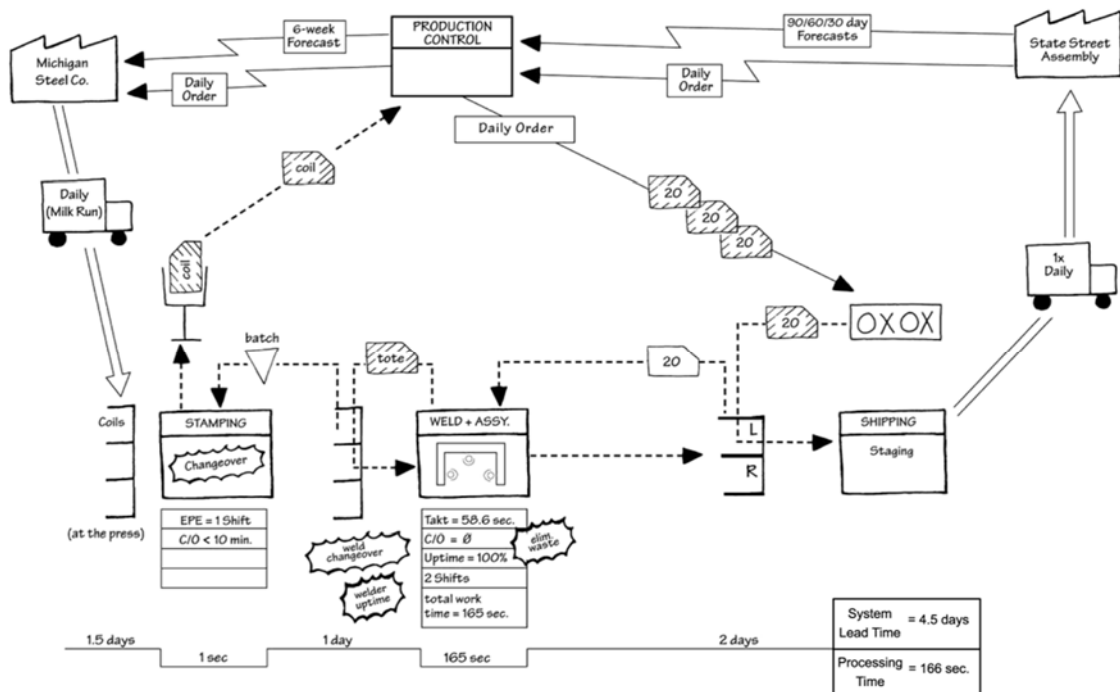 6-week
Forecast
PRODUCTION
CONTROL
90/60/30 day
Forecasts
Michigan
Steel Co.
State Street
Assembly
Daily
Order
Daily
Order
Daily Order
coil
20
20
20
Daily
(Milk Run)
coil
1x
Daily
20
OXOX
batch
tote
20
Coils
STAMPING
WELD + ASSY.
L
R
SHIPPING
Changeover
Staging
(at the press)
EPE = 1 Shift
C/O < 10 min.
weld
changeover
welder
uptime
Takt = 58.6 sec.
C/O = Ø
Uptime = 100%
2 Shifts
total work
time = 165 sec.
elim.
waste
1.5 days
1 sec
1 day
165 sec
2 days
System
Lead Time = 4.5 days
Processing
Time = 166 sec.